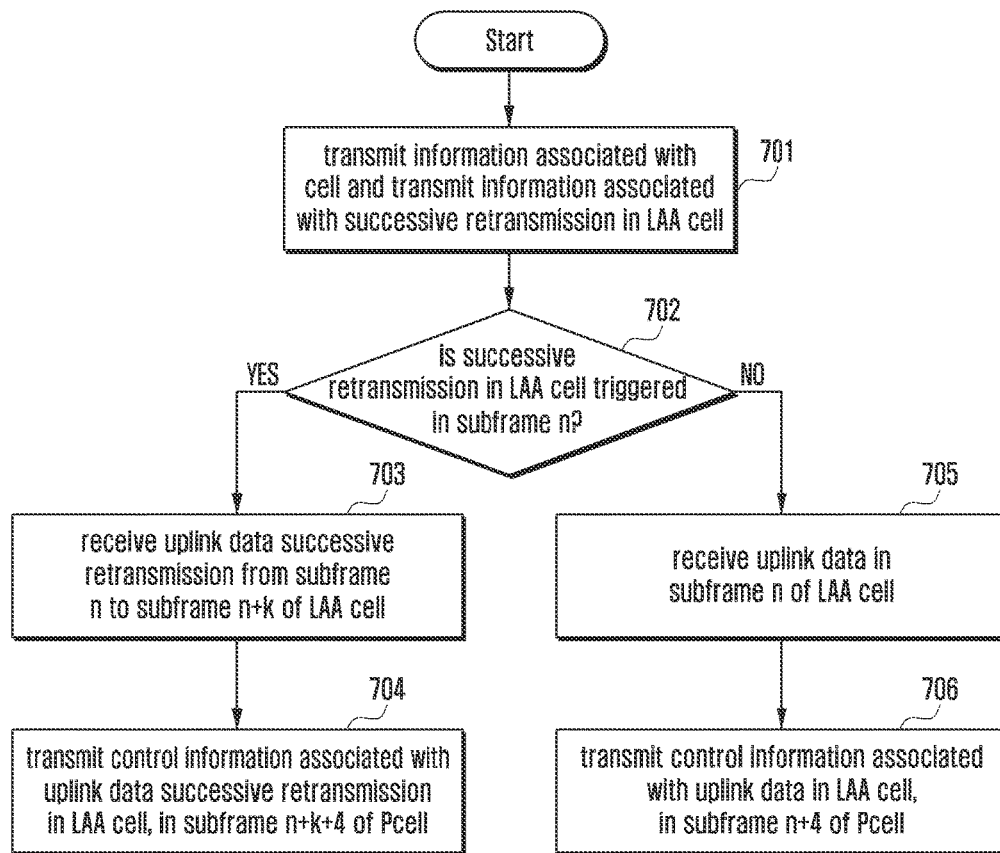 Start
transmit information associated with
cell and transmit information associated
with successive retransmission in LAA cell
701
702
is successive
retransmission in LAA cell triggered
in subframe n?
YES
NO
703
receive uplink data successive
retransmission from subframe
n to subframe n+k of LAA cell
705
receive uplink data in
subframe n of LAA cell
704
transmit control information associated with
uplink data successive retransmission
in LAA cell, in subframe n+k+4 of Pcell
706
transmit control information associated
with uplink data in LAA cell,
in subframe n+4 of Pcell